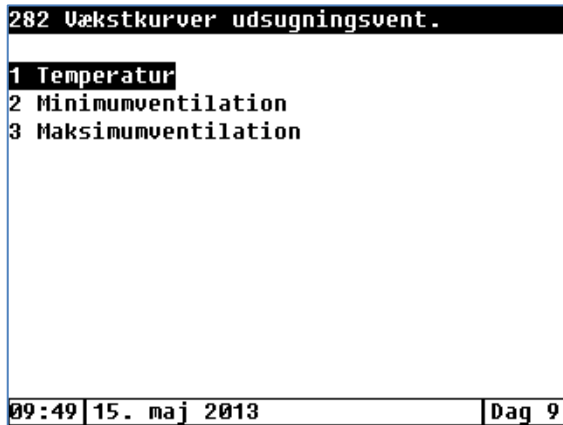 282 Vækstkurver udsugningsvent.
1 Temperatur
2 Minimumventilation
3 Maksimumventilation
09:49 15. maj 2013 Dag 9